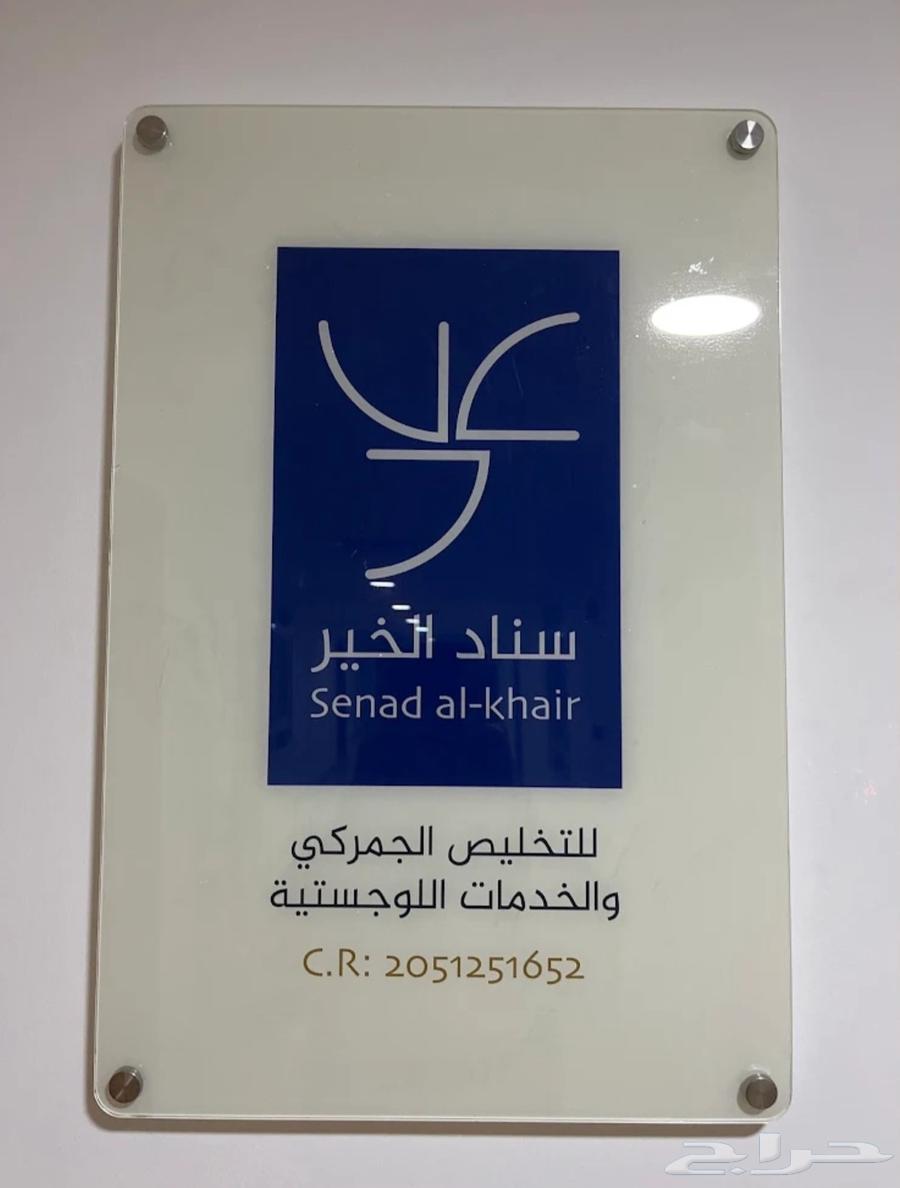 سناد الخير
Senad al-khair
للتخليص الجمركي
والخدمات اللوجستية
C.R: 2051251652
حراج